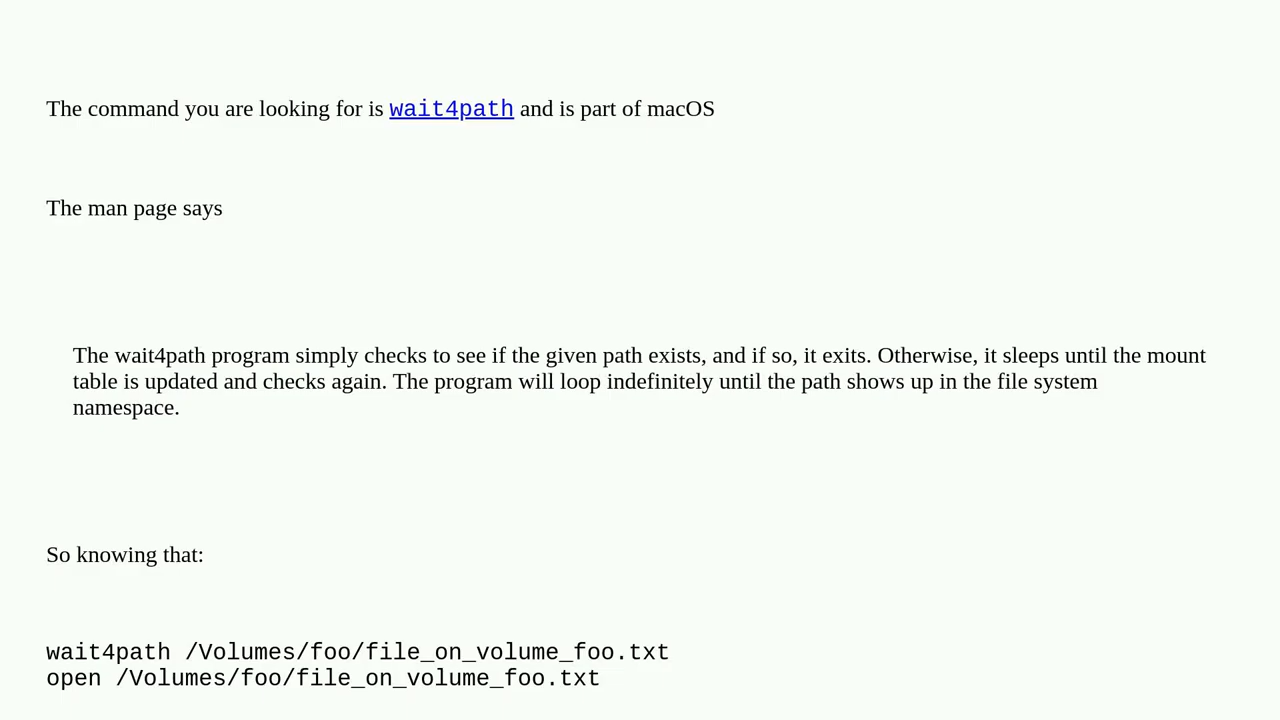 The command you are looking for is wait4path and is part of macOS
The man page says
The wait4path program simply checks to see if the given path exists, and if so, it exits. Otherwise, it sleeps until the mount
table is updated and checks again. The program will loop indefinitely until the path shows up in the file system
namespace.
So knowing that:
wait4path /Volumes/foo/file_on_volume_foo.txt
open /Volumes/foo/file_on_volume_foo.txt